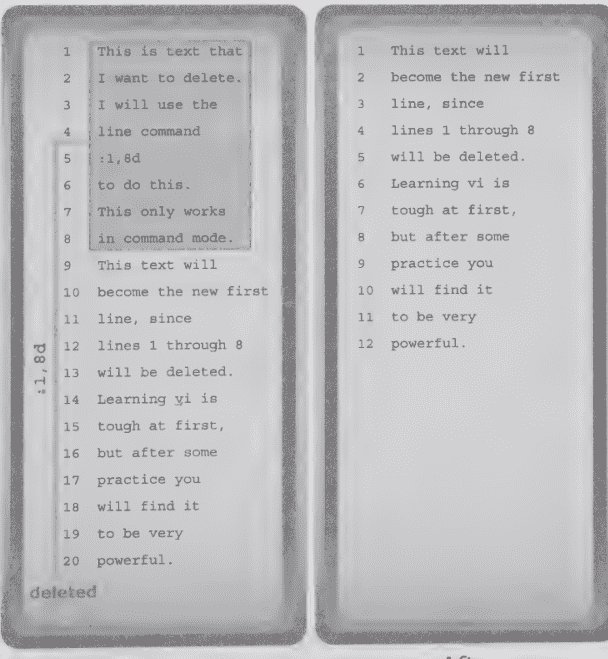 1 This is text that
2 I want to delete.
3 I will use the
4 line command
5 :1,8d
6 to do this.
7 This only works
8 in command mode.
9 This text will
10 become the new first
11 line, since
12 lines 1 through 8
13 will be deleted.
14 Learning vi is
15 tough at first,
16 but after some
17 practice you
18 will find it
19 to be very
20 powerful.
:1,8d
deleted
1 This text will
2 become the new first
3 line, since
4 lines 1 through 8
5 will be deleted.
6 Learning vi is
7 tough at first,
8 but after some
9 practice you
10 will find it
11 to be very
12 powerful.